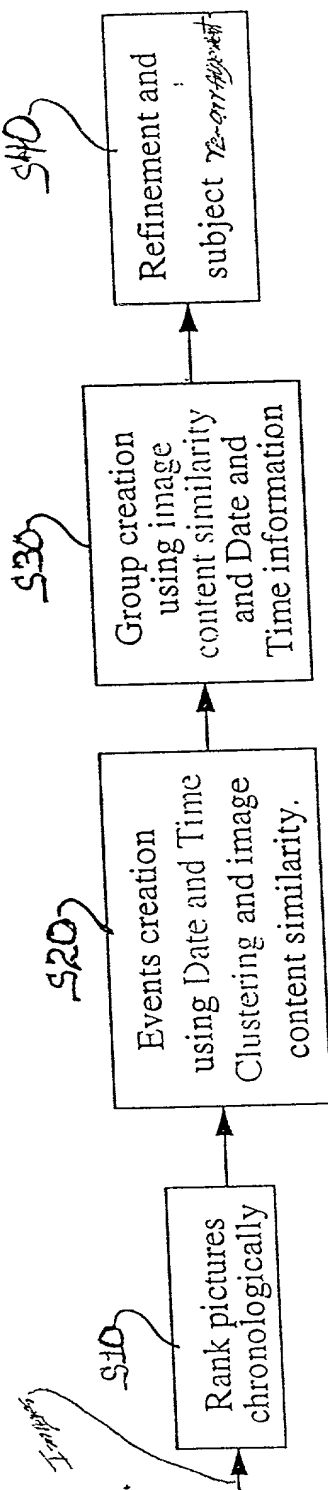 Images
S10
Rank pictures
chronologically
S20
Events creation
using Date and Time
Clustering and image
content similarity.
S30
Group creation
using image
content similarity
and Date and
Time information
S40
Refinement and
subject